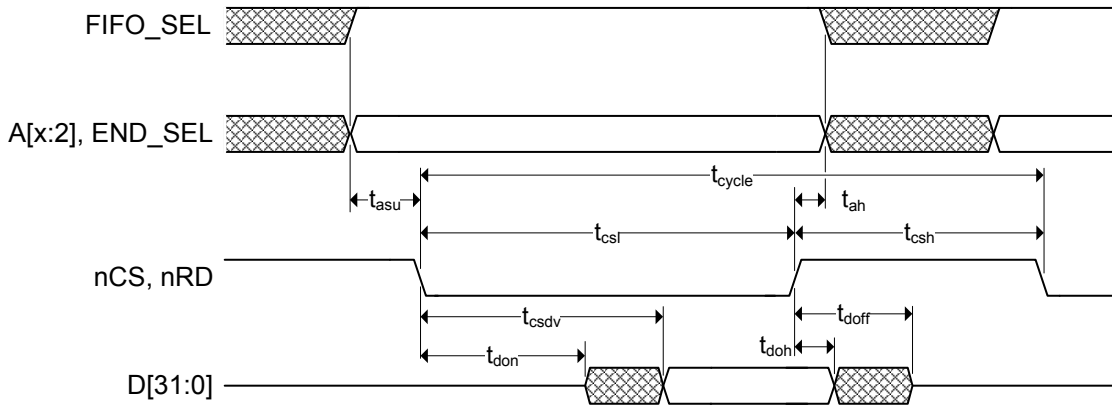 FIFO_SEL
A[x:2], END_SEL
tcycle
tasu
tah
tcsl
tcsh
nCS, nRD
tcsdv
tdoff
tdon
tdoh
D[31:0]